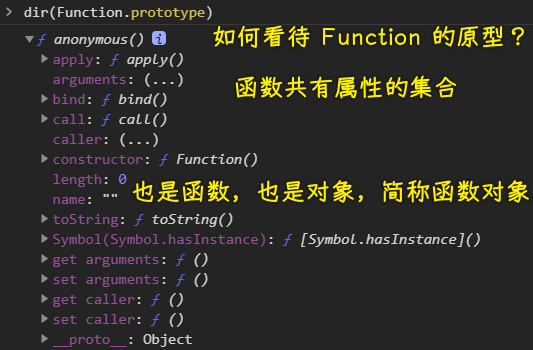 > dir(Function.prototype)
▼ƒ anonymous() i
如何看待 Function 的原型？
▶apply: ƒ apply()
arguments: (...)
函数共有属性的集合
▶bind: ƒ bind()
▶call: ƒ call()
caller: (...)
▶constructor: ƒ Function()
length: 0
也是函数，也是对象，简称函数对象
name: ""
▶toString: ƒ toString()
▶Symbol(Symbol.hasInstance): ƒ [Symbol.hasInstance]()
▶get arguments: ƒ ()
▶set arguments: ƒ ()
▶get caller: ƒ ()
▶set caller: ƒ ()
▶__proto__: Object